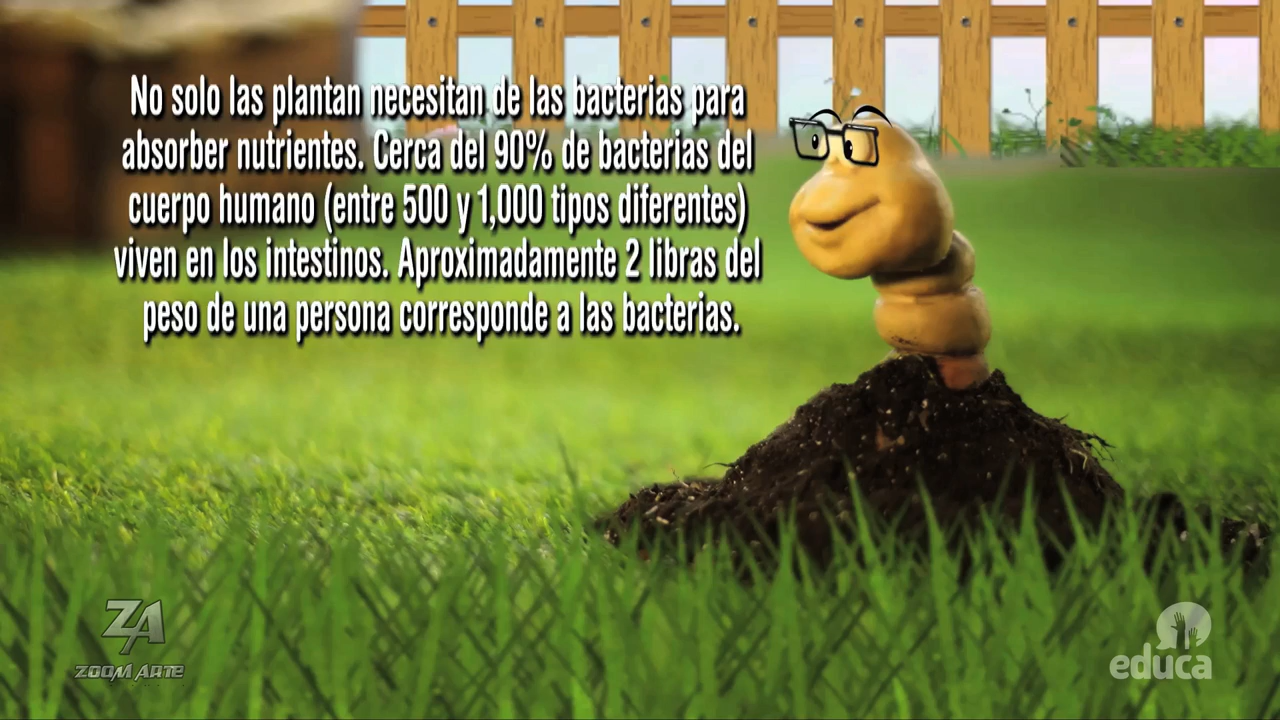 No solo las plantan necesitan de las bacterias para
absorber nutrientes. Cerca del 90% de bacterias del
cuerpo humano (entre 500 y 1,000 tipos diferentes)
viven en los intestinos. Aproximadamente 2 libras del
peso de una persona corresponde a las bacterias.
ZA
ZOOM ARTE
educa